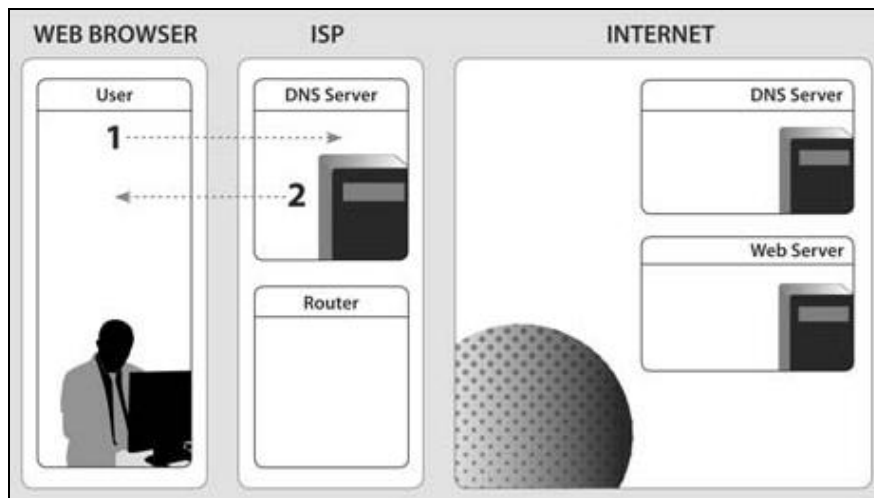 WEB BROWSER
ISP
INTERNET
User
DNS Server
DNS Server
1
2
Web Server
Router